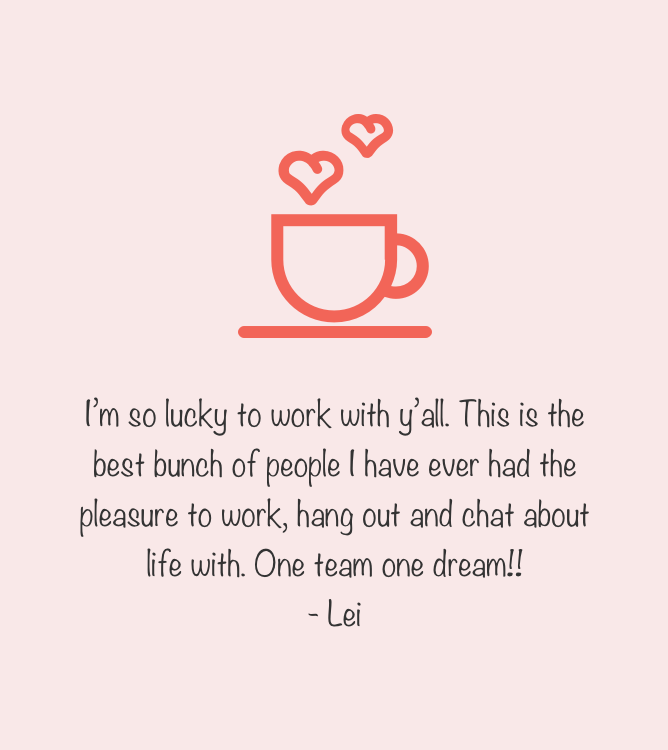 I'm so lucky to work with y'all. This is the
best bunch of people I have ever had the
pleasure to work, hang out and chat about
life with. One team one dream!!
- Lei